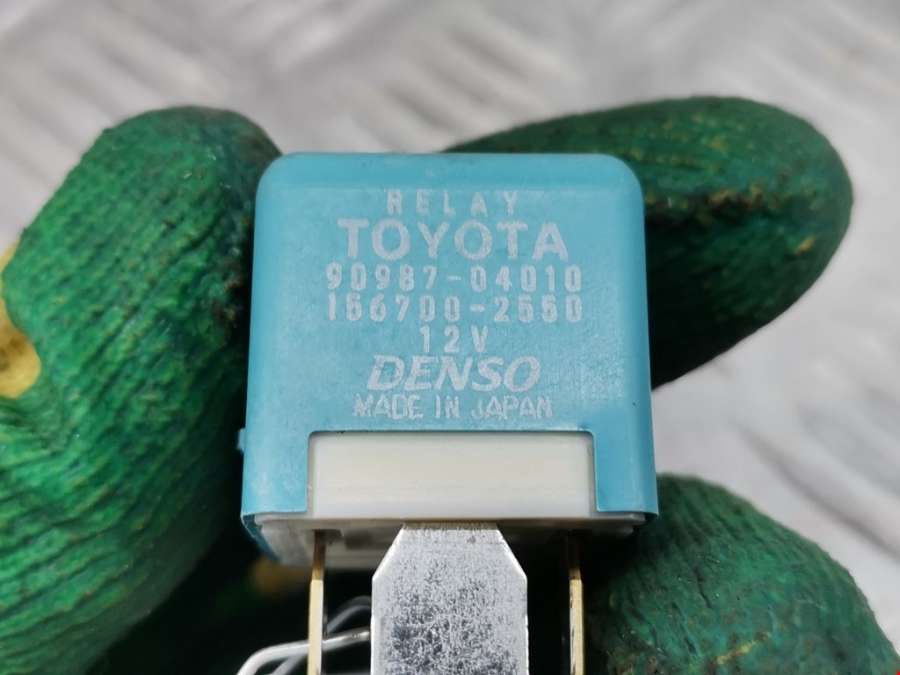 RELAY
TOYOTA
90987-04010
156700-2550
12V
DENSO
MADE IN JAPAN